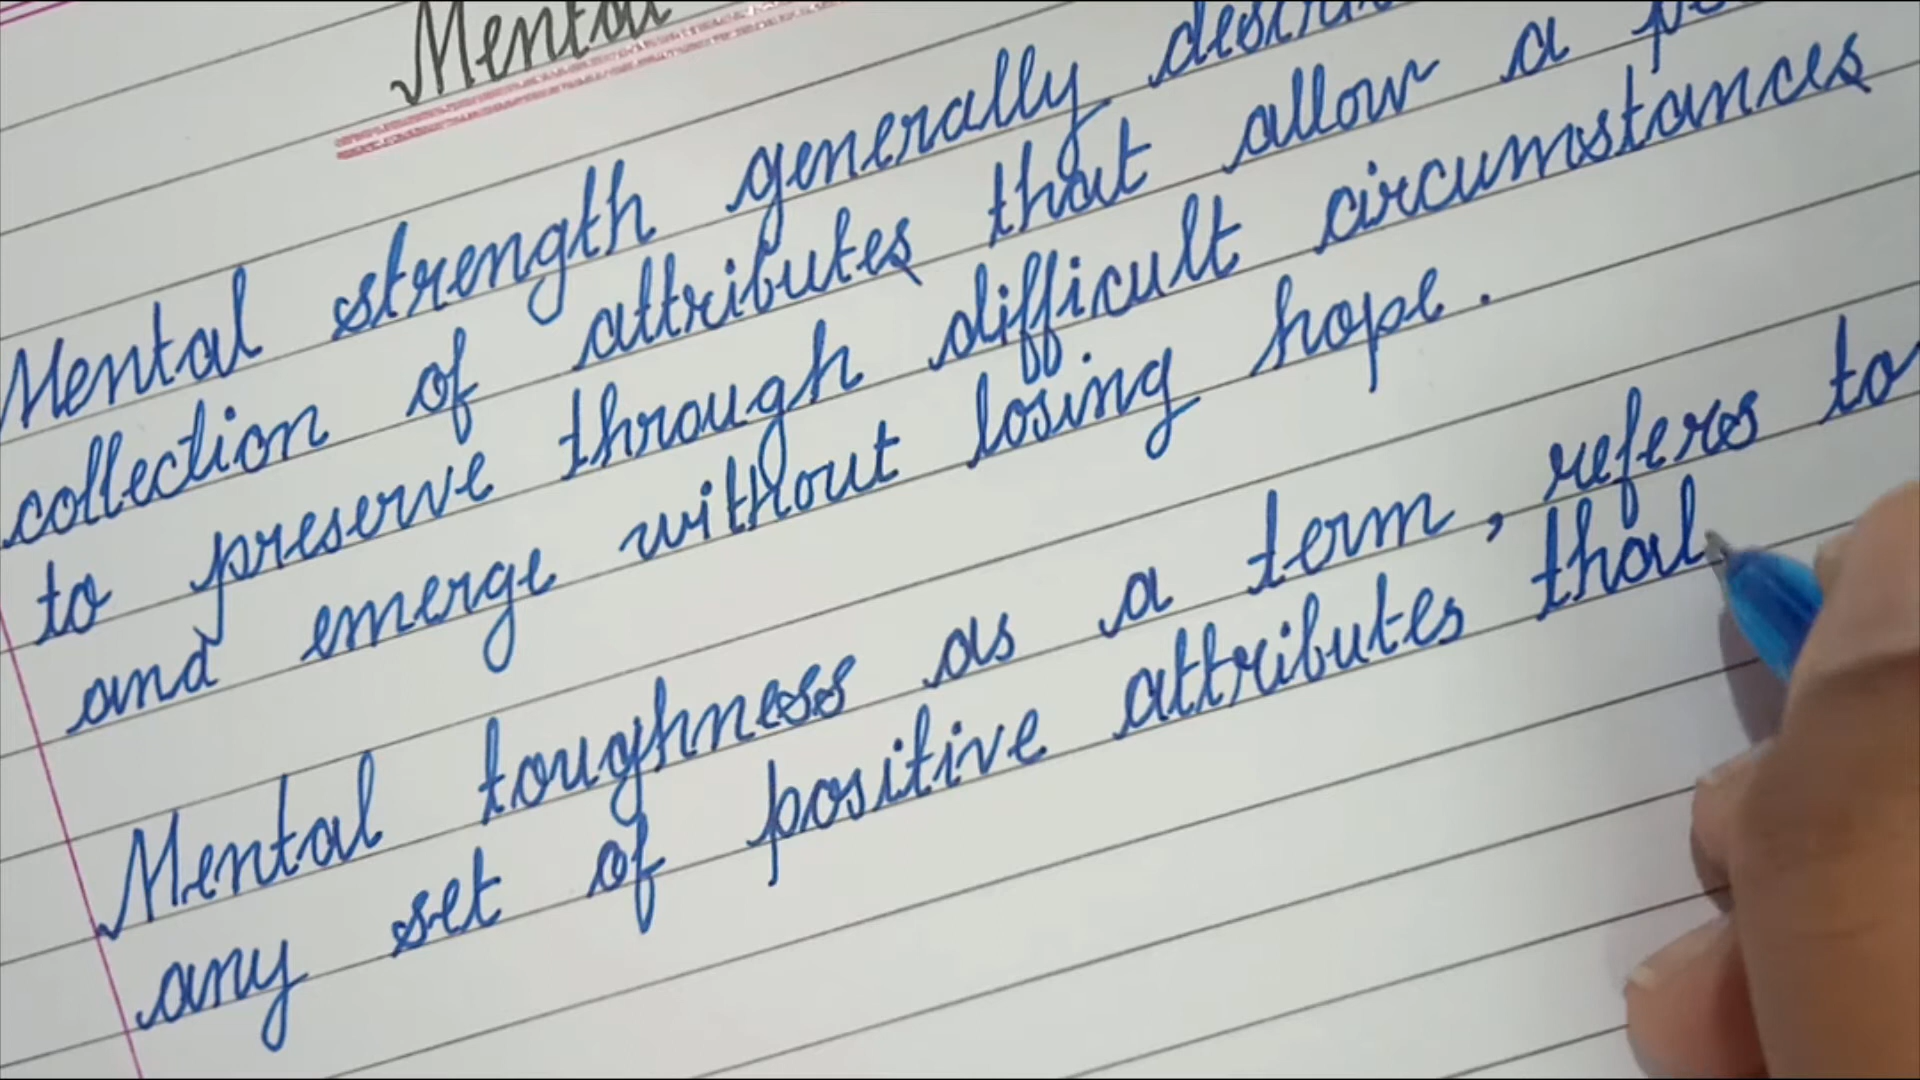 Mental
Mental strength generally
collection of attributes that allow a
to preserve through difficult circumstances
and emerge without losing hope.
Mental toughness as a term, refers to
any set of positive attributes that